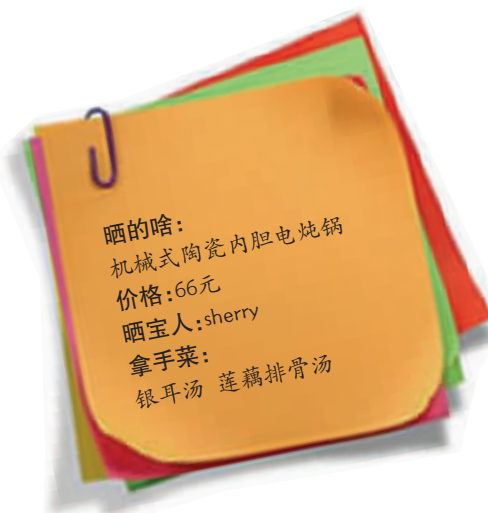 晒的啥：
机械式陶瓷内胆电炖锅
价格：66元
晒宝人：sherry
拿手菜：
银耳汤 莲藕排骨汤